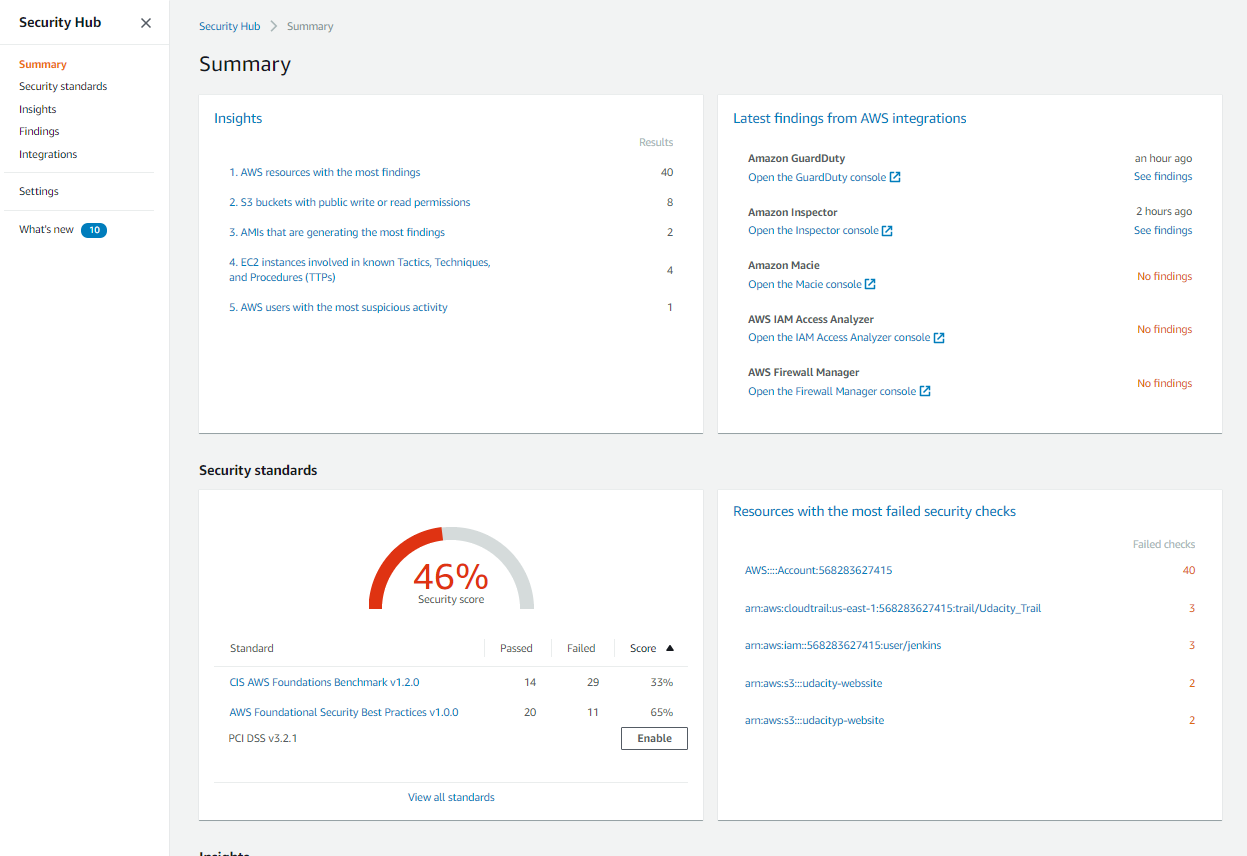 Security Hub
Summary
Security standards
Insights
Findings
Integrations
Settings
What's new 10
Security Hub Summary
Summary
Insights
Results
1. AWS resources with the most findings 40
2. S3 buckets with public write or read permissions 8
3. AMIs that are generating the most findings 2
4. EC2 instances involved in known Tactics, Techniques,
and Procedures (TTPs) 4
5. AWS users with the most suspicious activity 1
Latest findings from AWS integrations
Amazon GuardDuty an hour ago
Open the GuardDuty console See findings
Amazon Inspector 2 hours ago
Open the Inspector console See findings
Amazon Macie
Open the Macie console No findings
AWS IAM Access Analyzer
Open the IAM Access Analyzer console No findings
AWS Firewall Manager
Open the Firewall Manager console No findings
Security standards
46%
Security score
Standard Passed Failed Score
CIS AWS Foundations Benchmark v1.2.0 14 29 33%
AWS Foundational Security Best Practices v1.0.0 20 11 65%
PCI DSS v3.2.1 Enable
View all standards
Resources with the most failed security checks
Failed checks
AWS::::Account:568283627415 40
arn:aws:cloudtrail:us-east-1:568283627415:trail/Udacity_Trail 3
arn:aws:iam::568283627415:user/jenkins 3
arn:aws:s3:::udacity-webssite 2
arn:aws:s3:::udacityp-website 2
Insights